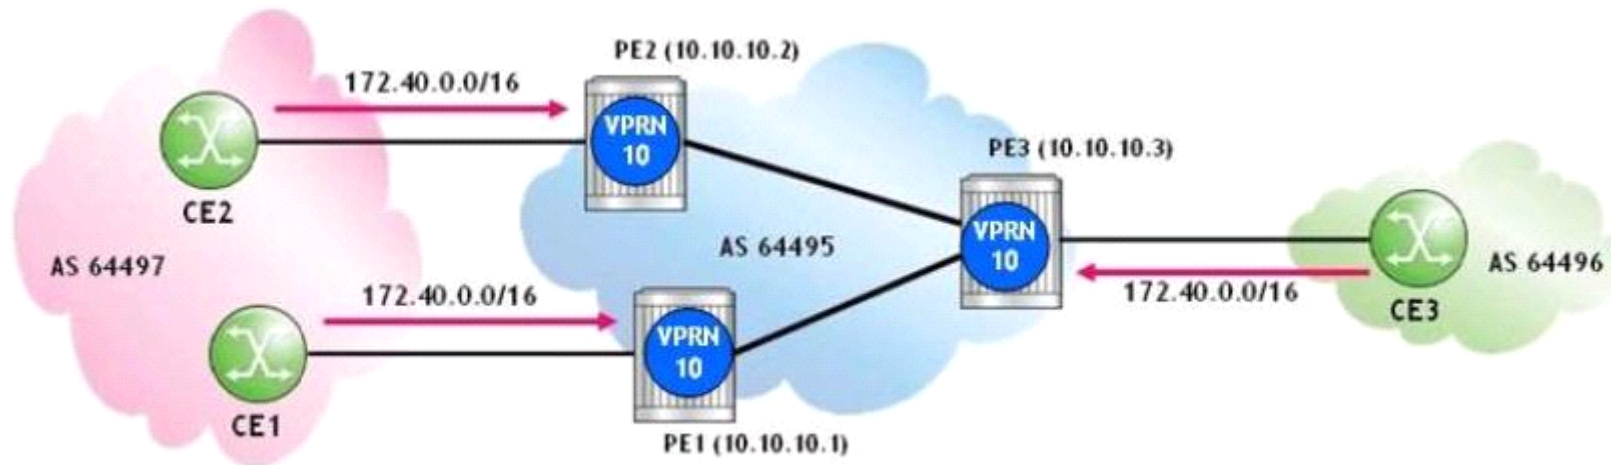 PE2 (10.10.10.2)
172.40.0.0/16
VPRN
10
CE2
PE3 (10.10.10.3)
VPRN
10
AS 64495
AS 64497
AS 64496
172.40.0.0/16
172.40.0.0/16
CE3
VPRN
10
CE1
PE1 (10.10.10.1)